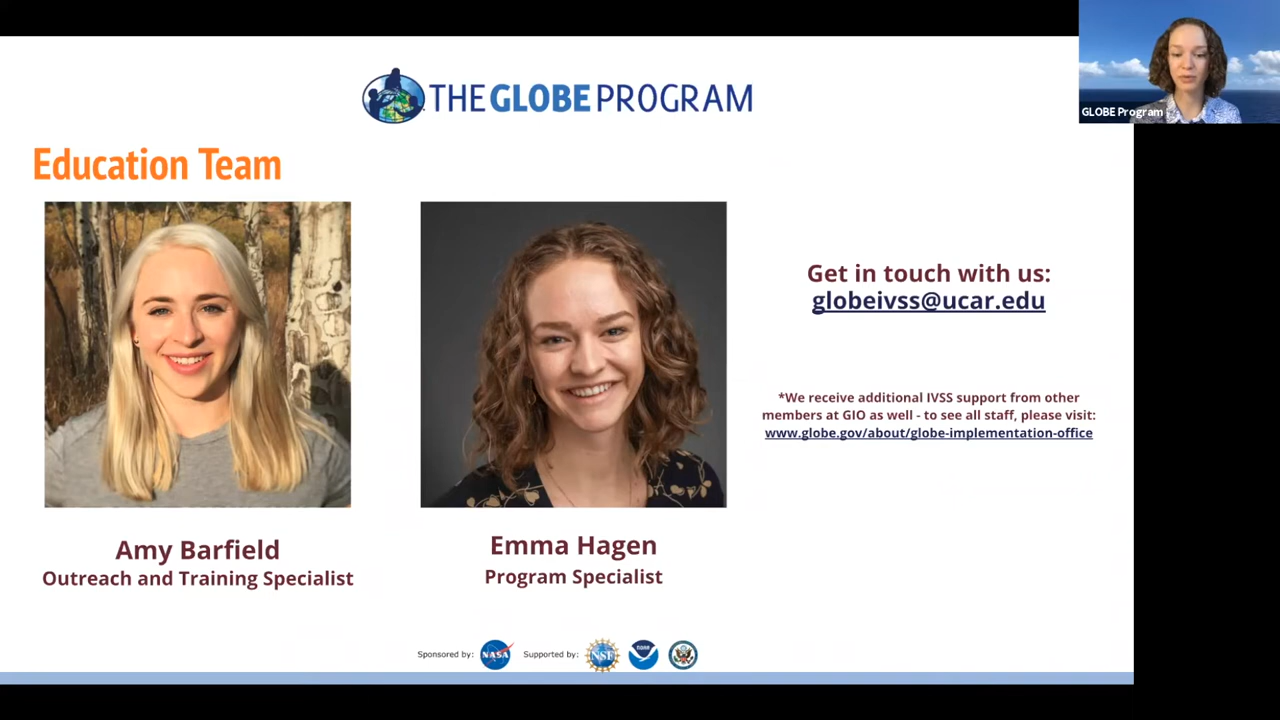 THE GLOBE PROGRAM
GLOBE Program
Education Team
Get in touch with us:
globeivss@ucar.edu
*We receive additional IVSS support from other
members at GIO as well - to see all staff, please visit:
www.globe.gov/about/globe-implementation-office
Amy Barfield
Outreach and Training Specialist
Emma Hagen
Program Specialist
Sponsored by:
NASA
Supported by:
NSF